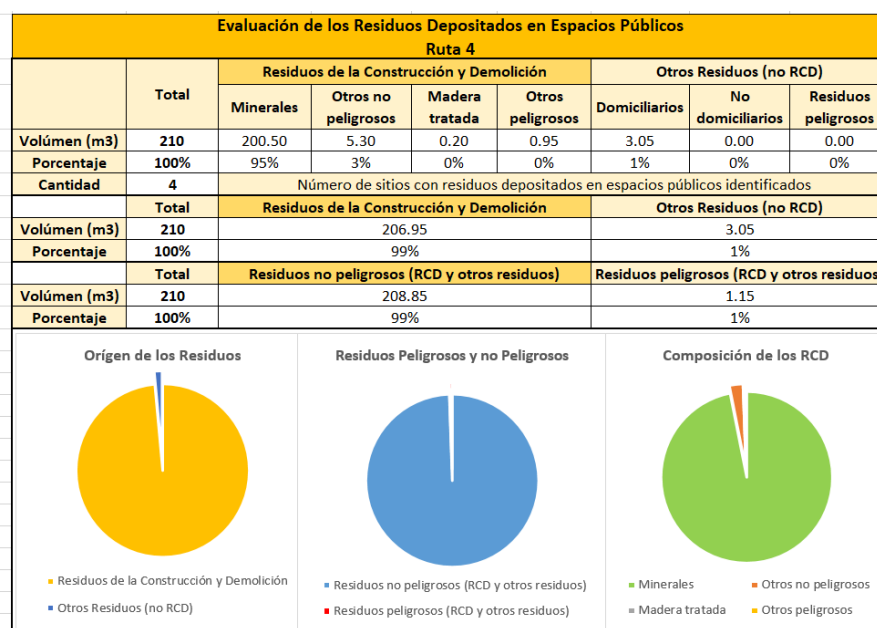 Evaluación de los Residuos Depositados en Espacios Públicos
Ruta 4
Total Residuos de la Construcción y Demolición Otros Residuos (no RCD)
Minerales Otros no peligrosos Madera tratada Otros peligrosos Domiciliarios No domiciliarios Residuos peligrosos
Volúmen (m3) 210 200.50 5.30 0.20 0.95 3.05 0.00 0.00
Porcentaje 100% 95% 3% 0% 0% 1% 0% 0%
Cantidad 4 Número de sitios con residuos depositados en espacios públicos identificados
Total Residuos de la Construcción y Demolición Otros Residuos (no RCD)
Volúmen (m3) 210 206.95 3.05
Porcentaje 100% 99% 1%
Total Residuos no peligrosos (RCD y otros residuos) Residuos peligrosos (RCD y otros residuos
Volúmen (m3) 210 208.85 1.15
Porcentaje 100% 99% 1%
Orígen de los Residuos Residuos Peligrosos y no Peligrosos Composición de los RCD
Residuos de la Construcción y Demolición
Otros Residuos (no RCD)
Residuos no peligrosos (RCD y otros residuos)
Residuos peligrosos (RCD y otros residuos)
Minerales Otros no peligrosos
Madera tratada Otros peligrosos